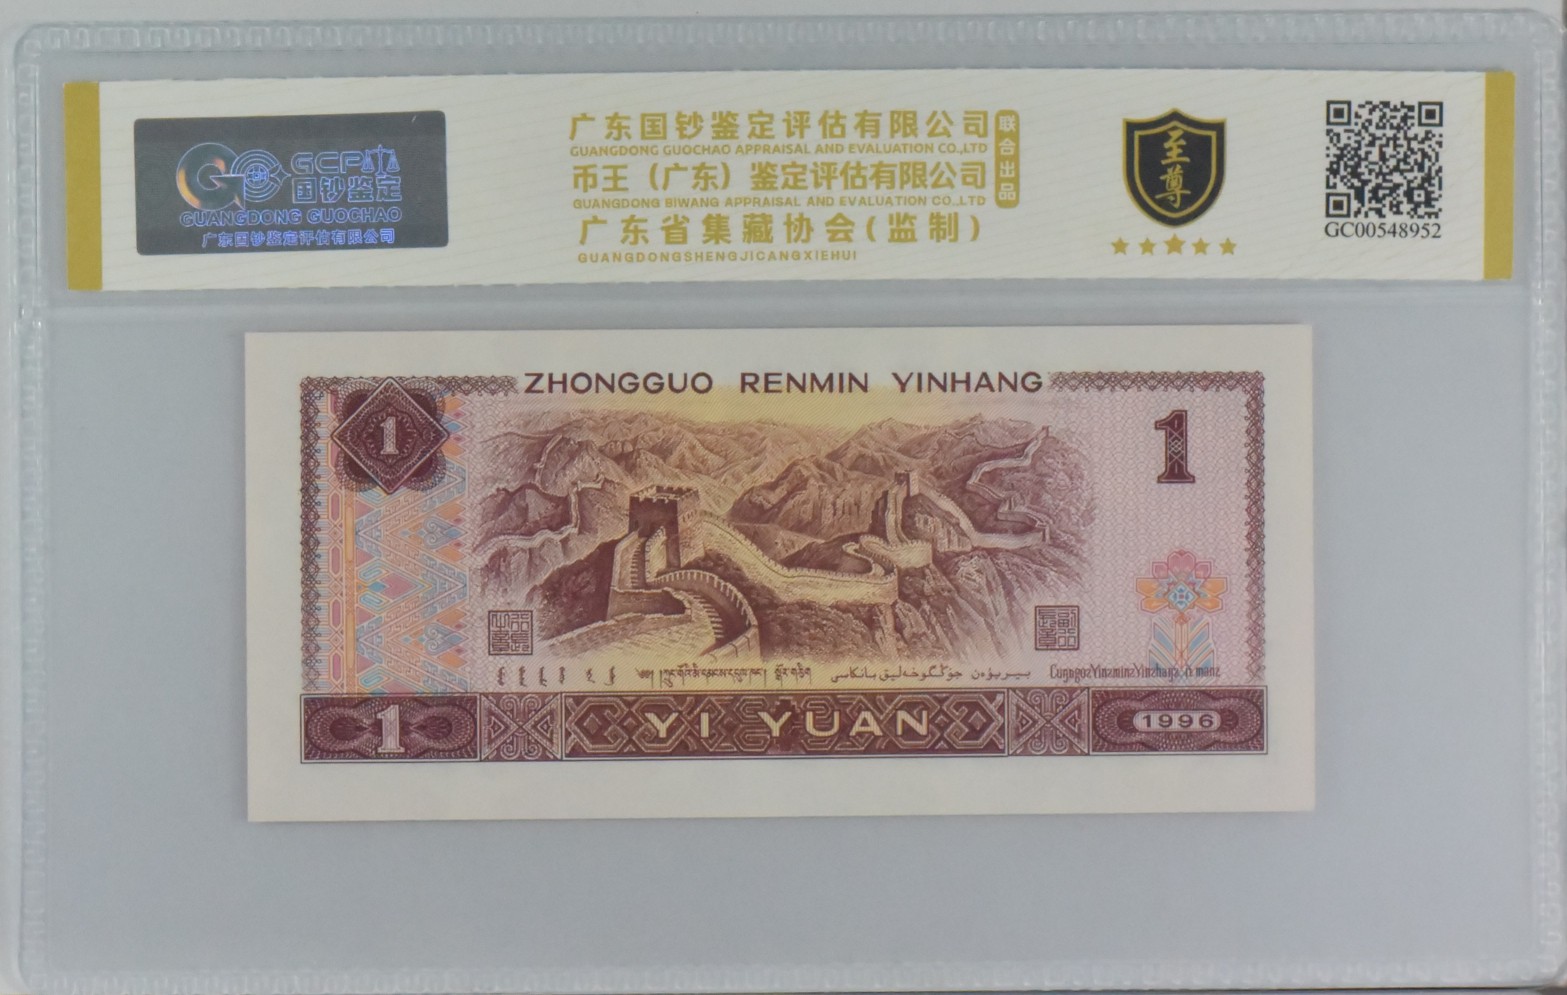 GCP
国钞鉴定
GUANGDONG GUOCHAO
广东国钞鉴定评估有限公司
广东国钞鉴定评估有限公司
GUANGDONG GUOCHAO APPRAISAL AND EVALUATION CO.,LTD
币王（广东）鉴定评估有限公司
GUANGDONG BIWANG APPRAISAL AND EVALUATION CO.,LTD
广东省集藏协会(监制)
GUANGDONGSHENGJICANGXIEHUI
联合出品
至尊
GC00548952
ZHONGGUO RENMIN YINHANG
1
1
1
YI YUAN
1996